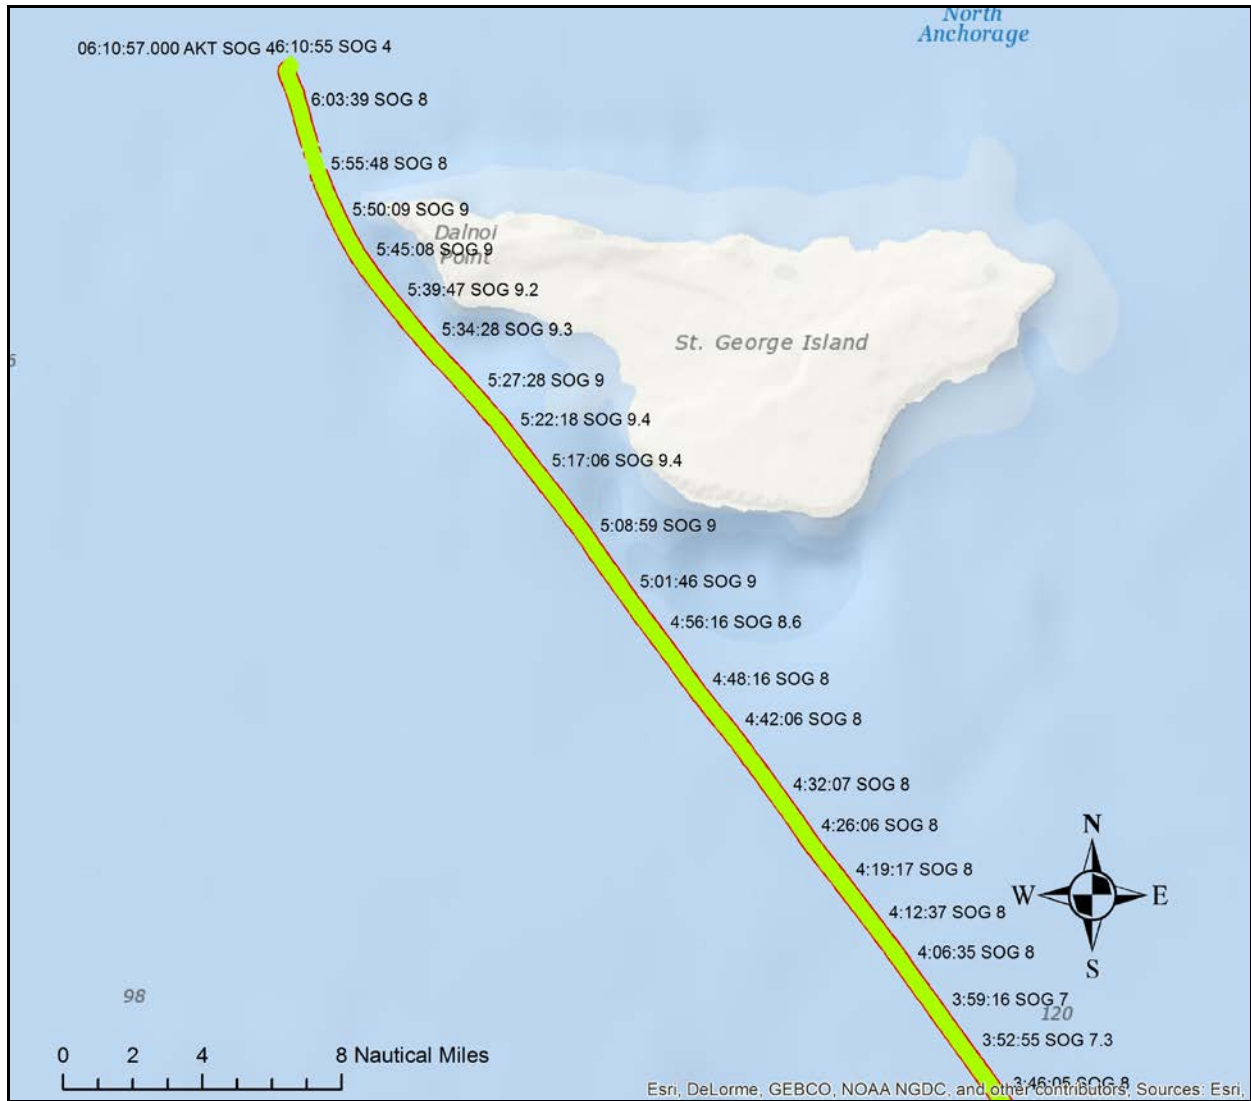 North
Anchorage
06:10:57.000 AKT SOG 46:10:55 SOG 4
6:03:39 SOG 8
5:55:48 SOG 8
5:50:09 SOG 9
Dalnoi
Point
5:45:08 SOG 9
5:39:47 SOG 9.2
5:34:28 SOG 9.3
St. George Island
5:27:28 SOG 9
5:22:18 SOG 9.4
5:17:06 SOG 9.4
5:08:59 SOG 9
5:01:46 SOG 9
4:56:16 SOG 8.6
4:48:16 SOG 8
4:42:06 SOG 8
4:32:07 SOG 8
4:26:06 SOG 8
N
4:19:17 SOG 8
W
E
4:12:37 SOG 8
4:06:35 SOG 8
S
98
3:59:16 SOG 7
120
3:52:55 SOG 7.3
0 2 4 8 Nautical Miles
3:46:05 SOG 8
Esri, DeLorme, GEBCO, NOAA NGDC, and other contributors, Sources: Esri,